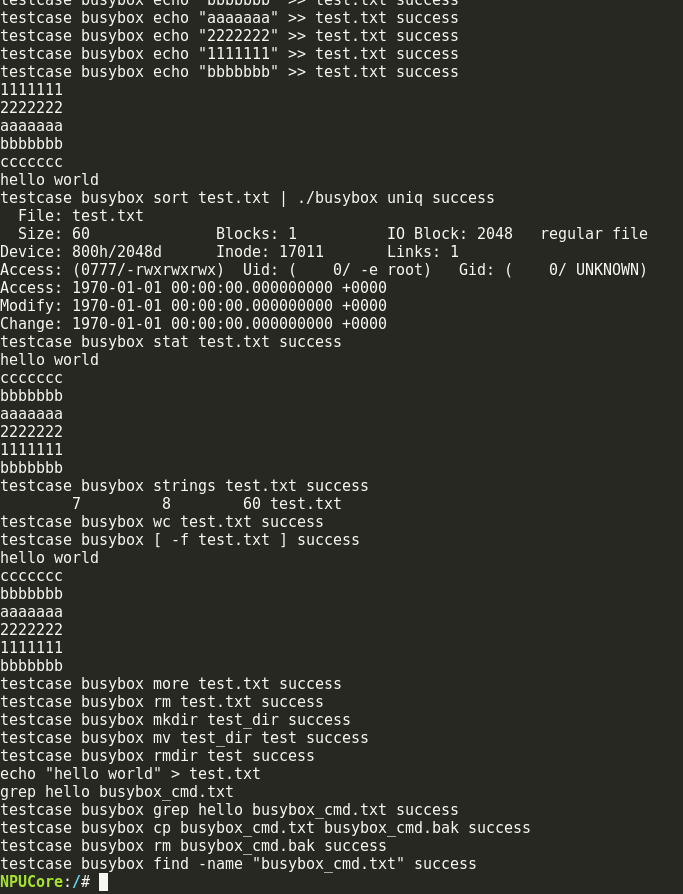 testcase busybox echo "bbbbbbb" >> test.txt success
testcase busybox echo "aaaaaaa" >> test.txt success
testcase busybox echo "2222222" >> test.txt success
testcase busybox echo "1111111" >> test.txt success
testcase busybox echo "bbbbbbb" >> test.txt success
1111111
2222222
aaaaaaa
bbbbbbb
ccccccc
hello world
testcase busybox sort test.txt | ./busybox uniq success
  File: test.txt
  Size: 60              Blocks: 1          IO Block: 2048   regular file
Device: 800h/2048d      Inode: 17011       Links: 1
Access: (0777/-rwxrwxrwx)  Uid: (    0/ -e root)   Gid: (    0/ UNKNOWN)
Access: 1970-01-01 00:00:00.000000000 +0000
Modify: 1970-01-01 00:00:00.000000000 +0000
Change: 1970-01-01 00:00:00.000000000 +0000
testcase busybox stat test.txt success
hello world
ccccccc
bbbbbbb
aaaaaaa
2222222
1111111
bbbbbbb
testcase busybox strings test.txt success
        7         8        60 test.txt
testcase busybox wc test.txt success
testcase busybox [ -f test.txt ] success
hello world
ccccccc
bbbbbbb
aaaaaaa
2222222
1111111
bbbbbbb
testcase busybox more test.txt success
testcase busybox rm test.txt success
testcase busybox mkdir test_dir success
testcase busybox mv test_dir test success
testcase busybox rmdir test success
echo "hello world" > test.txt
grep hello busybox_cmd.txt
testcase busybox grep hello busybox_cmd.txt success
testcase busybox cp busybox_cmd.txt busybox_cmd.bak success
testcase busybox rm busybox_cmd.bak success
testcase busybox find -name "busybox_cmd.txt" success
NPUCore:/#